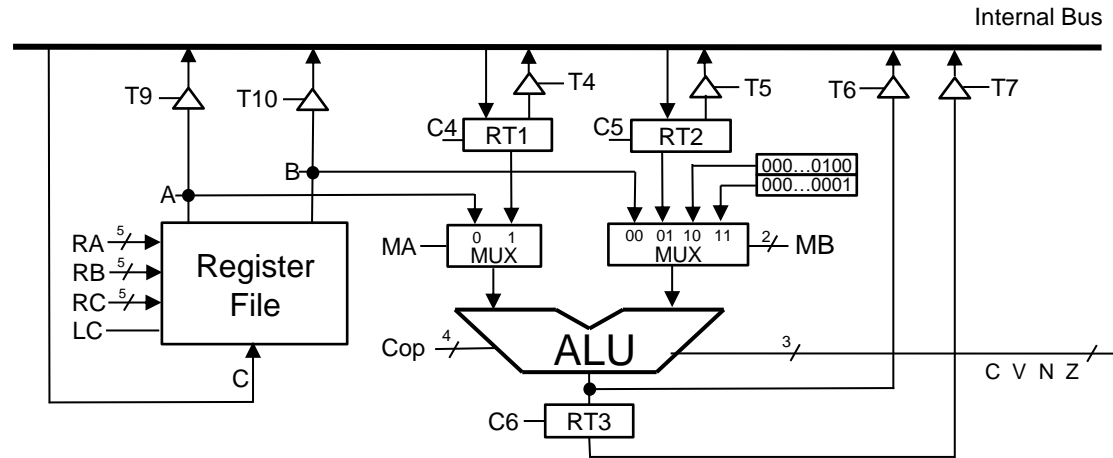 Internal Bus
T9
T10
T4
T5
T6
T7
C4
RT1
C5
RT2
000...0100
000...0001
B
A
RA
5
RB
5
RC
5
LC
Register
File
MA
0 1
MUX
00 01 10 11
MUX
2
MB
Cop
4
ALU
3
C V N Z
C
C6
RT3